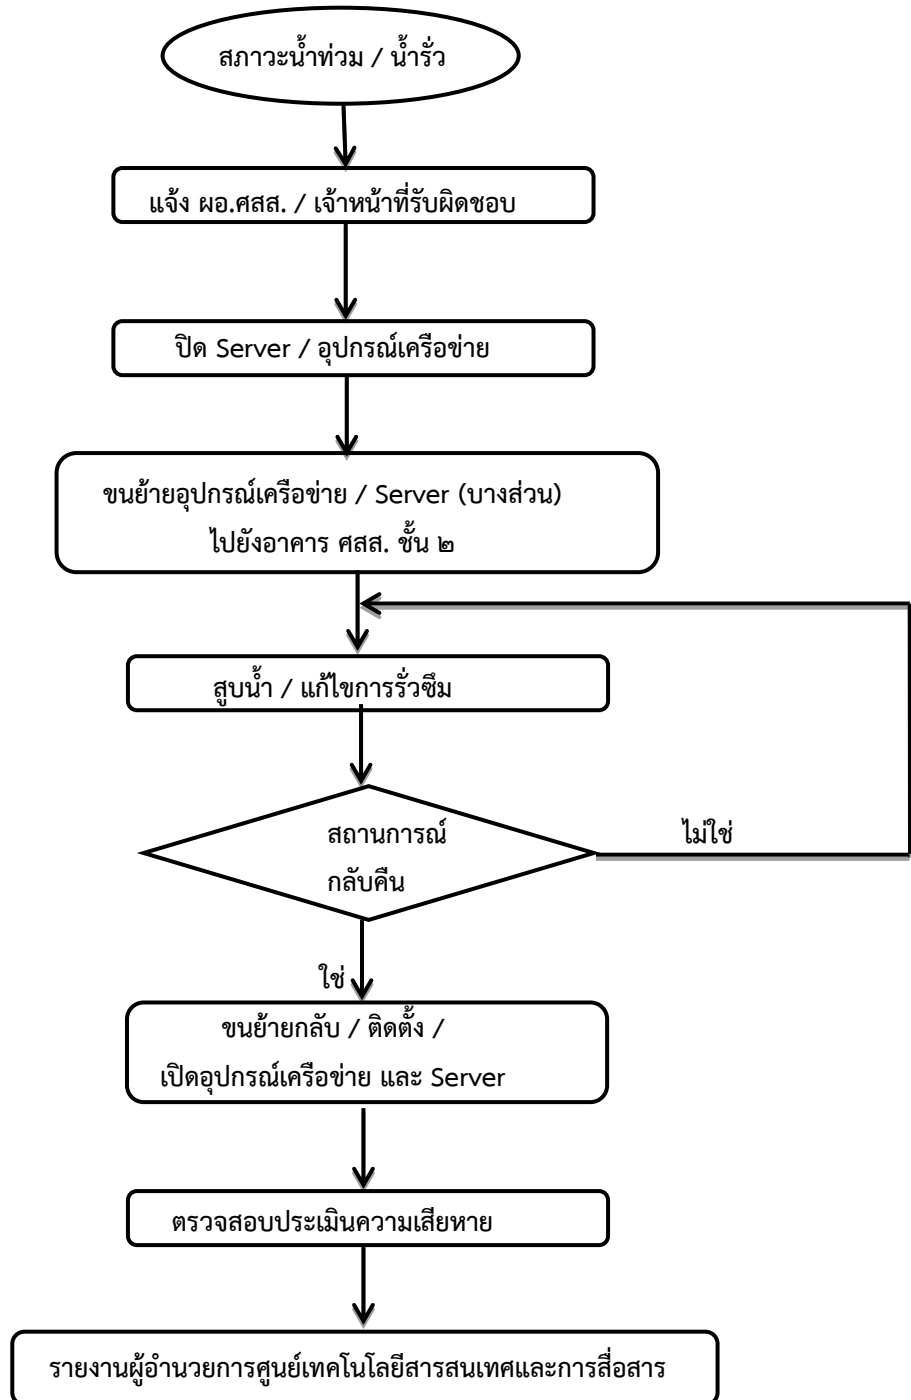 สภาวะน้ำท่วม / น้ำรั่ว
แจ้ง ผอ.ศสส. / เจ้าหน้าที่รับผิดชอบ
ปิด Server / อุปกรณ์เครือข่าย
ขนย้ายอุปกรณ์เครือข่าย / Server (บางส่วน)
ไปยังอาคาร ศสส. ชั้น ๒
สูบน้ำ / แก้ไขการรั่วซึม
สถานการณ์
กลับคืน
ไม่ใช่
ใช่
ขนย้ายกลับ / ติดตั้ง /
เปิดอุปกรณ์เครือข่าย และ Server
ตรวจสอบประเมินความเสียหาย
รายงานผู้อำนวยการศูนย์เทคโนโลยีสารสนเทศและการสื่อสาร